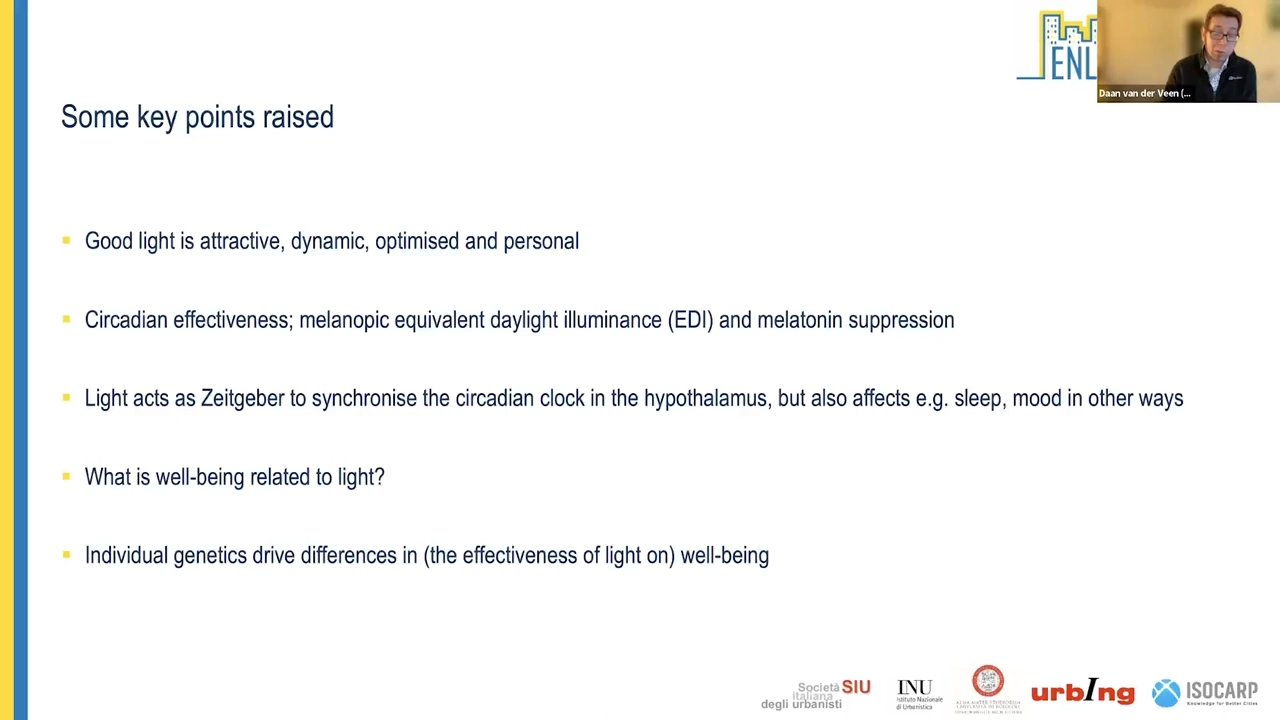 ENL
Daan van der Veen (...
Some key points raised
Good light is attractive, dynamic, optimised and personal
Circadian effectiveness; melanopic equivalent daylight illuminance (EDI) and melatonin suppression
Light acts as Zeitgeber to synchronise the circadian clock in the hypothalamus, but also affects e.g. sleep, mood in other ways
What is well-being related to light?
Individual genetics drive differences in (the effectiveness of light on) well-being
Società SIU
italiana
degli urbanisti
INU
Istituto Nazionale
di Urbanistica
ALMA MATER STUDIORUM
urbIng
ISOCARP
Knowledge for Better Cities